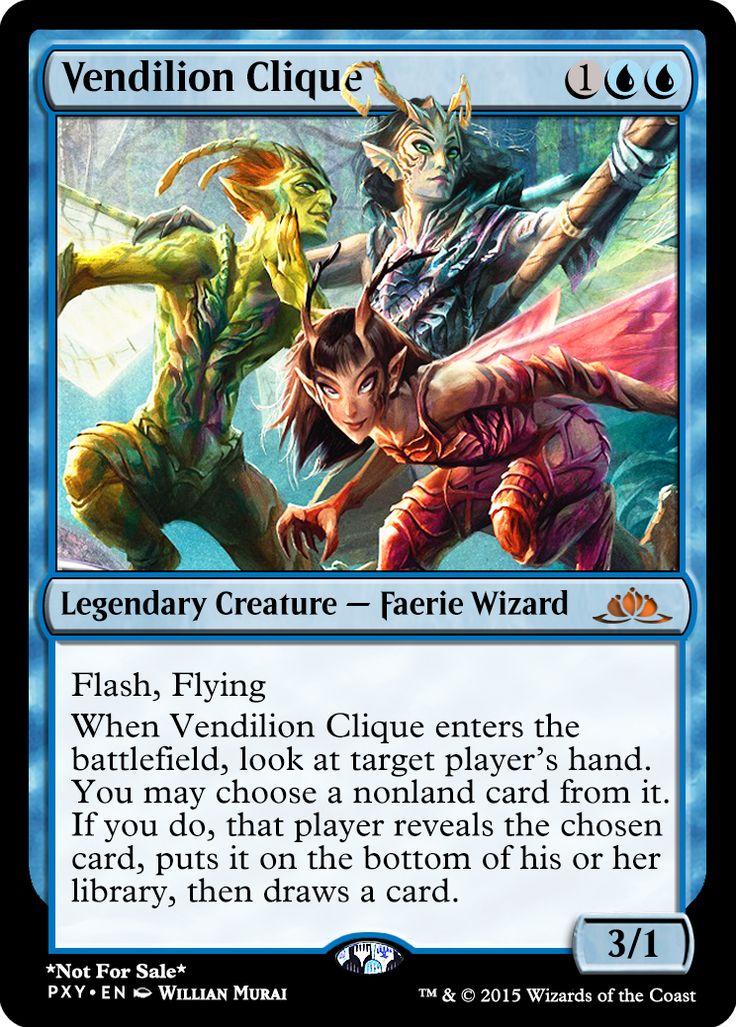 Vendilion Clique 1
Legendary Creature — Faerie Wizard
Flash, Flying
When Vendilion Clique enters the
battlefield, look at target player’s hand.
You may choose a nonland card from it.
If you do, that player reveals the chosen
card, puts it on the bottom of his or her
library, then draws a card.
3/1
*Not For Sale*
PXY•EN Willian Murai ™ & © 2015 Wizards of the Coast